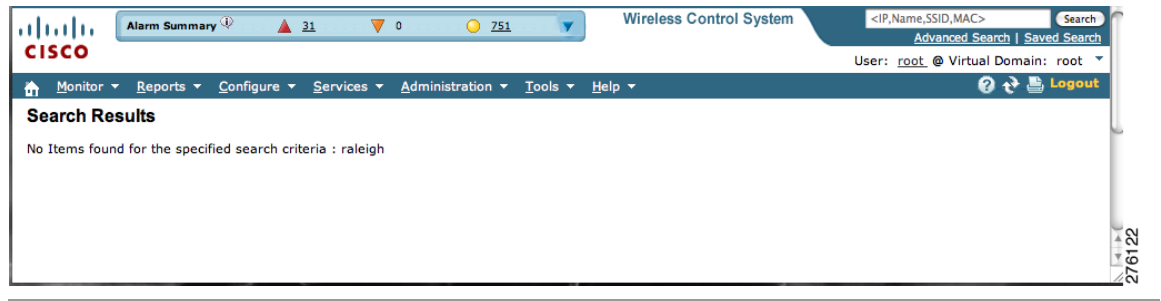 Alarm Summary
31
0
751
Wireless Control System
<IP,Name,SSID,MAC>
Search
Advanced Search | Saved Search
CISCO
User: root @ Virtual Domain: root
Monitor Reports Configure Services Administration Tools Help
Logout
Search Results
No Items found for the specified search criteria : raleigh
276122